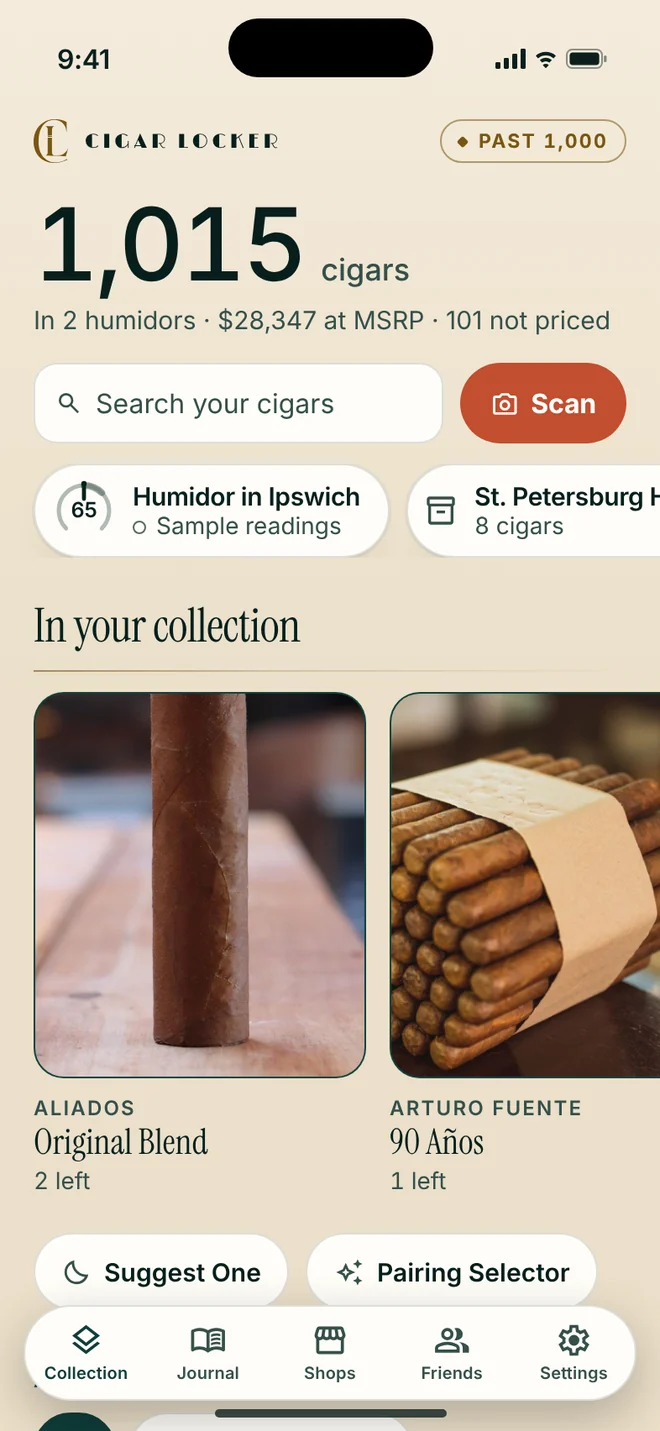 9:41
CIGAR LOCKER
PAST 1,000
1,015 cigars
In 2 humidors · $28,347 at MSRP · 101 not priced
Search your cigars
Scan
65
Humidor in Ipswich
Sample readings
St. Petersburg H
8 cigars
In your collection
ALIADOS
Original Blend
2 left
ARTURO FUENTE
90 Años
1 left
Suggest One
Pairing Selector
Collection
Journal
Shops
Friends
Settings